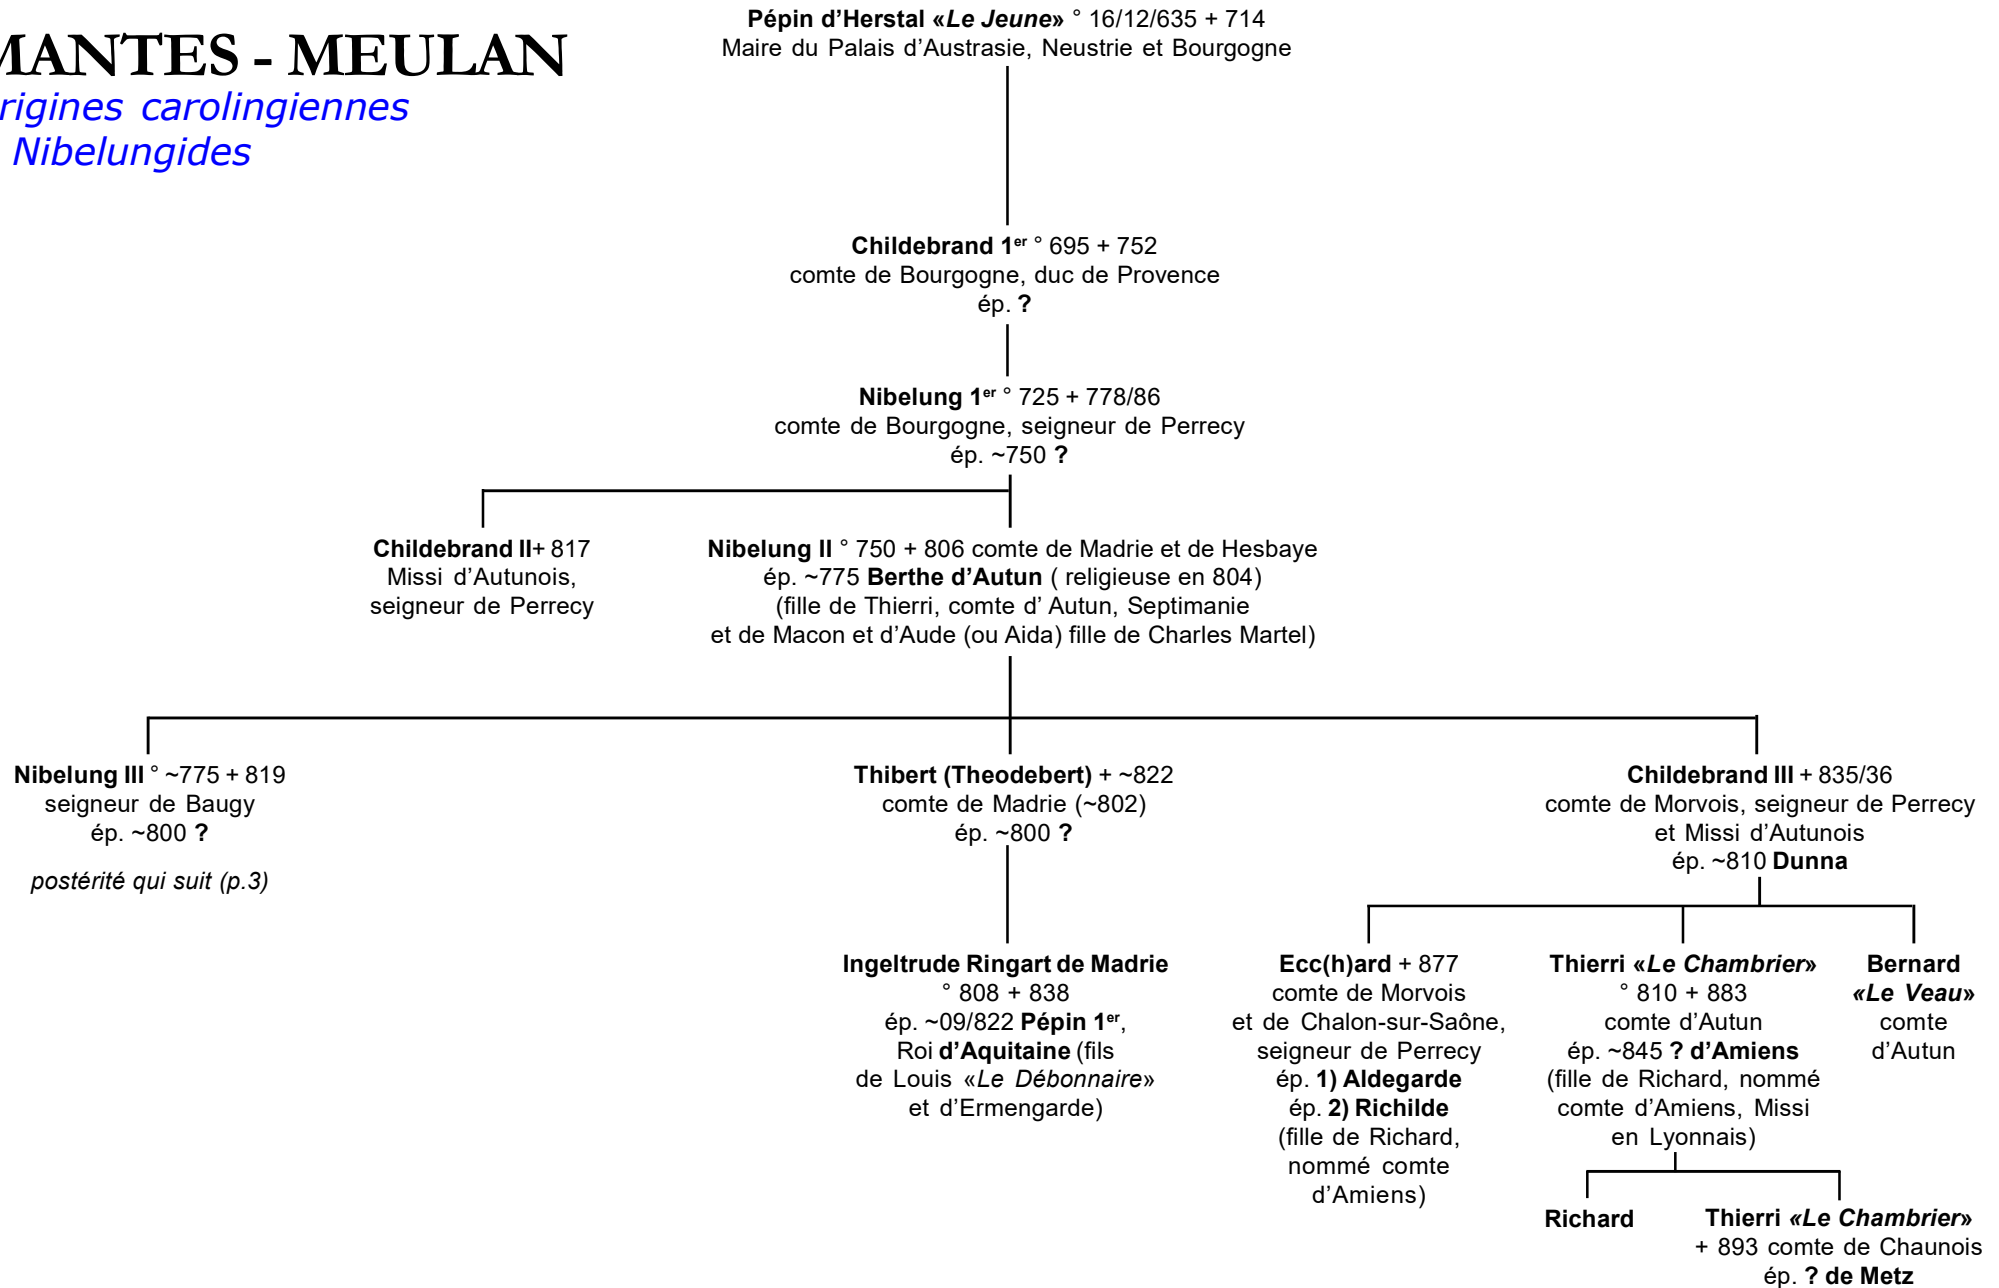 MANTES - MEULAN
rigines carolingiennes
Nibelungides
Pépin d’Herstal «Le Jeune» ° 16/12/635 + 714
Maire du Palais d’Austrasie, Neustrie et Bourgogne
Childebrand 1er ° 695 + 752
comte de Bourgogne, duc de Provence
ép. ?
Nibelung 1er ° 725 + 778/86
comte de Bourgogne, seigneur de Perrecy
ép. ~750 ?
Childebrand II+ 817
Missi d’Autunois,
seigneur de Perrecy
Nibelung II ° 750 + 806 comte de Madrie et de Hesbaye
ép. ~775 Berthe d’Autun ( religieuse en 804)
(fille de Thierri, comte d’ Autun, Septimanie
et de Macon et d’Aude (ou Aida) fille de Charles Martel)
Nibelung III ° ~775 + 819
seigneur de Baugy
ép. ~800 ?
postérité qui suit (p.3)
Thibert (Theodebert) + ~822
comte de Madrie (~802)
ép. ~800 ?
Childebrand III + 835/36
comte de Morvois, seigneur de Perrecy
et Missi d’Autunois
ép. ~810 Dunna
Ingeltrude Ringart de Madrie
° 808 + 838
ép. ~09/822 Pépin 1er,
Roi d’Aquitaine (fils
de Louis «Le Débonnaire»
et d’Ermengarde)
Ecc(h)ard + 877
comte de Morvois
et de Chalon-sur-Saône,
seigneur de Perrecy
ép. 1) Aldegarde
ép. 2) Richilde
(fille de Richard,
nommé comte
d’Amiens)
Thierri «Le Chambrier»
° 810 + 883
comte d’Autun
ép. ~845 ? d’Amiens
(fille de Richard, nommé
comte d’Amiens, Missi
en Lyonnais)
Bernard
«Le Veau»
comte
d’Autun
Richard
Thierri «Le Chambrier»
+ 893 comte de Chaunois
ép. ? de Metz